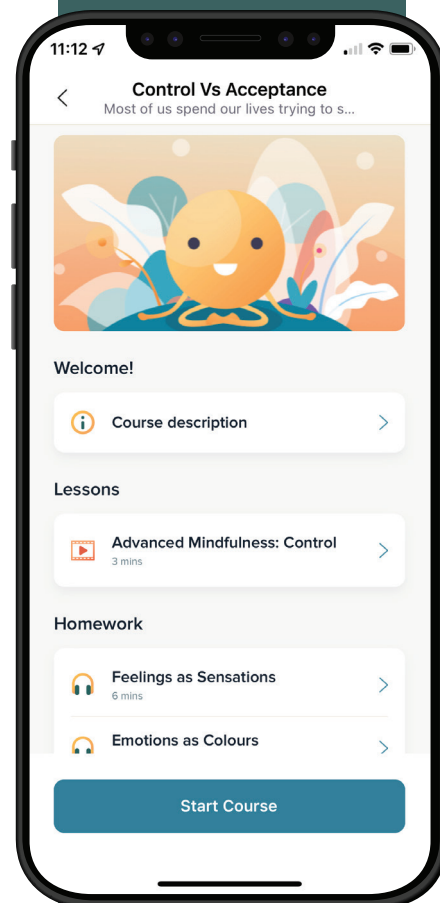 11:12
Control Vs Acceptance
Most of us spend our lives trying to s...
Welcome!
Course description
Lessons
Advanced Mindfulness: Control
3 mins
Homework
Feelings as Sensations
6 mins
Emotions as Colours
Start Course